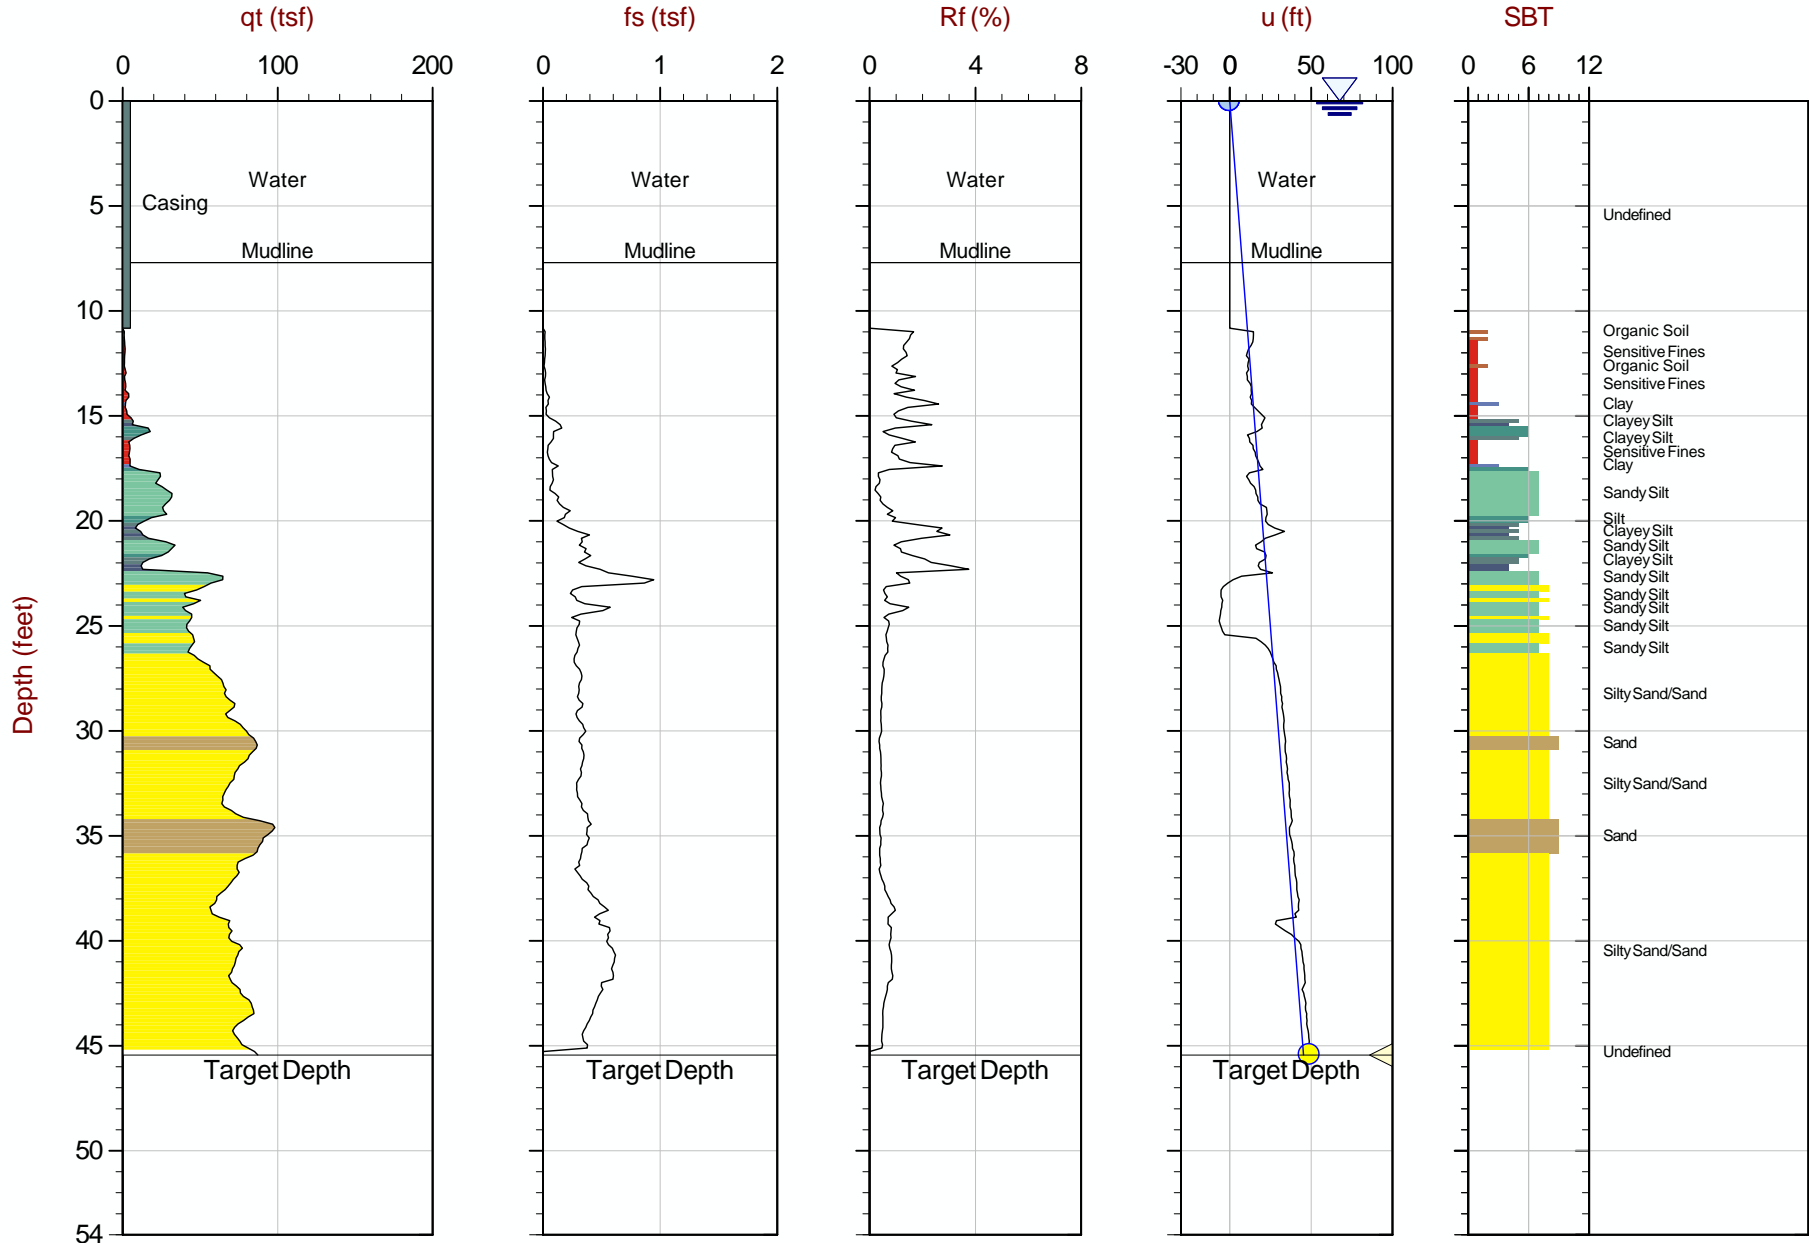 qt (tsf) fs (tsf) Rf (%) u (ft) SBT
0 100 200 0 1 2 0 4 8 -30 0 50 100 0 6 12
0
5
10
15
20
25
30
35
40
45
50
54
Depth (feet)
Water Water Water Water
Casing
Mudline Mudline Mudline Mudline
Target Depth Target Depth Target Depth Target Depth
Undefined
Organic Soil
Sensitive Fines
Organic Soil
Sensitive Fines
Clay
Clayey Silt
Clayey Silt
Sensitive Fines
Clay
Sandy Silt
Silt
Clayey Silt
Sandy Silt
Clayey Silt
Sandy Silt
Sandy Silt
Sandy Silt
Sandy Silt
Sandy Silt
Silty Sand/Sand
Sand
Silty Sand/Sand
Sand
Silty Sand/Sand
Undefined